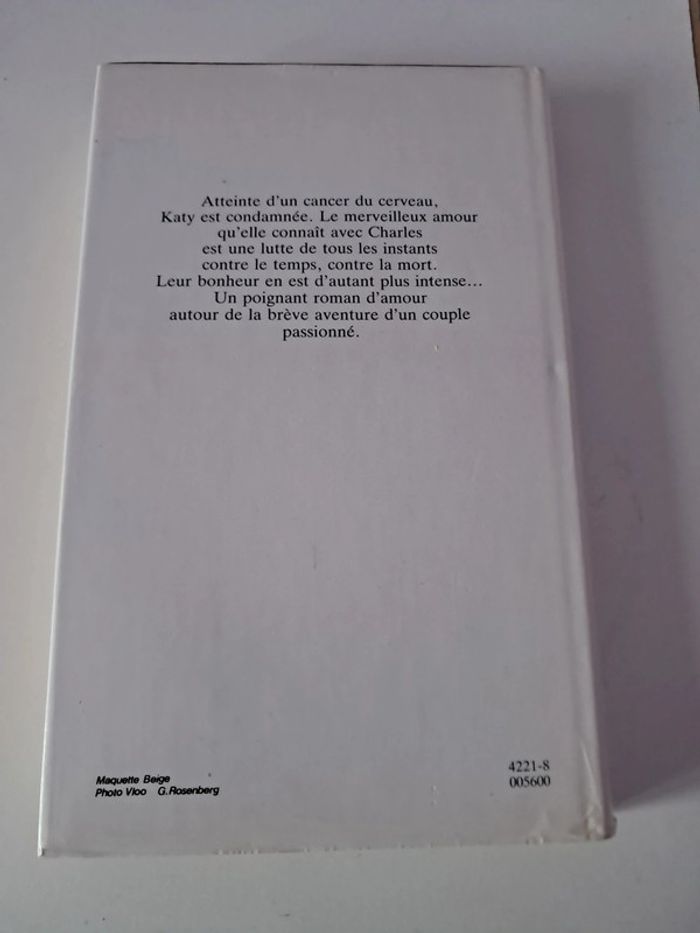 Atteinte d'un cancer du cerveau,
Katy est condamnée. Le merveilleux amour
qu'elle connaît avec Charles
est une lutte de tous les instants
contre le temps, contre la mort.
Leur bonheur en est d'autant plus intense...
Un poignant roman d'amour
autour de la brève aventure d'un couple
passionné.
Maquette Beige
Photo Vloo G. Rosenberg
4221-8
005600